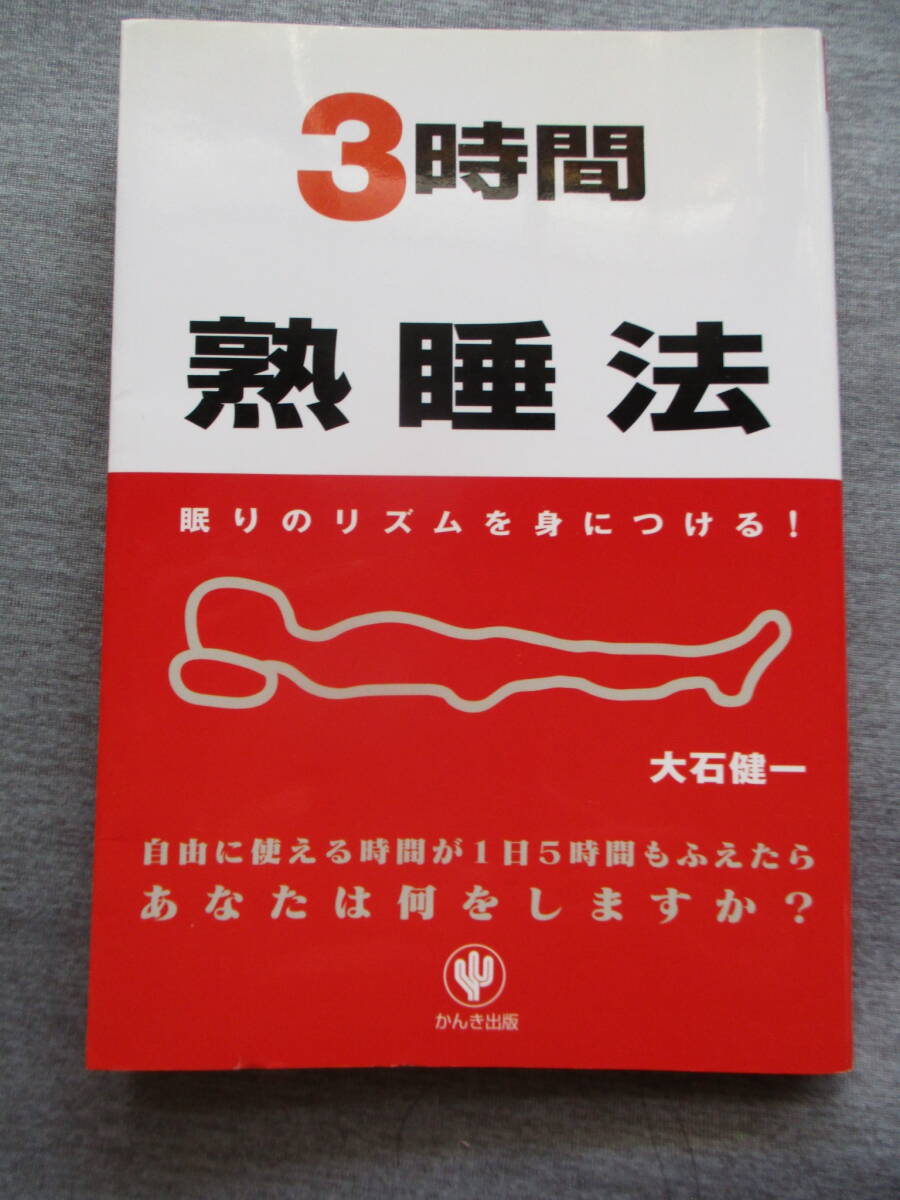 3時間
熟睡法
眠りのリズムを身につける!
大石健一
自由に使える時間が1日5時間もふえたら
あなたは何をしますか?
かんき出版